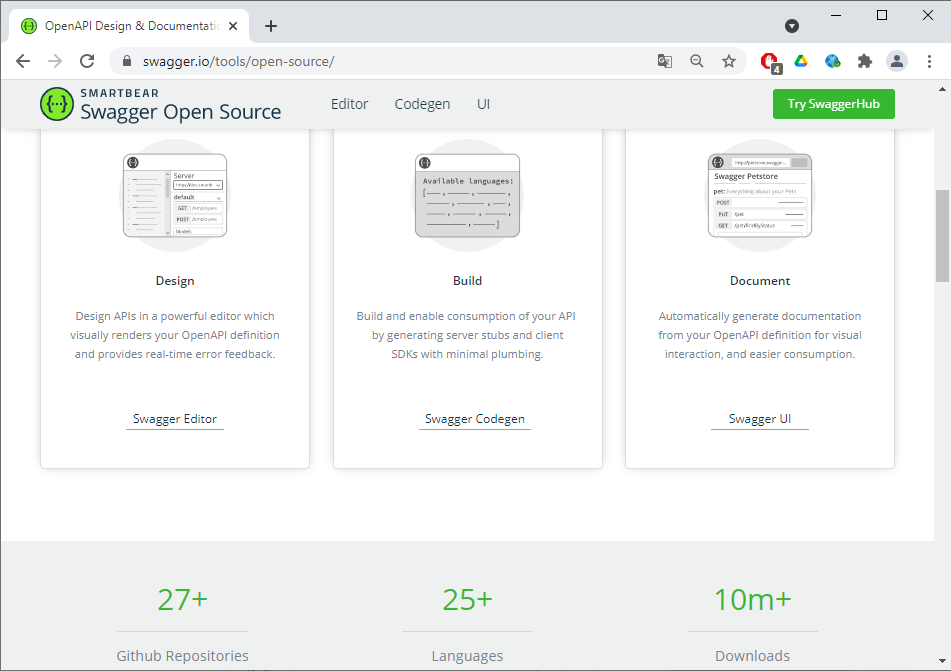 OpenAPI Design & Documentatio
swagger.io/tools/open-source/
4
SMARTBEAR
Swagger Open Source
Editor
Codegen
UI
Try SwaggerHub
Server
default
GET /employees
POST /employees
Models
Available languages:
http://petstore.swagger...
Swagger Petstore
pet: Everything about your Pets
POST
PUT /pet
GET /pet/findByStatus
Design
Design APIs in a powerful editor which
visually renders your OpenAPI definition
and provides real-time error feedback.
Swagger Editor
Build
Build and enable consumption of your API
by generating server stubs and client
SDKs with minimal plumbing.
Swagger Codegen
Document
Automatically generate documentation
from your OpenAPI definition for visual
interaction, and easier consumption.
Swagger UI
27+
Github Repositories
25+
Languages
10m+
Downloads